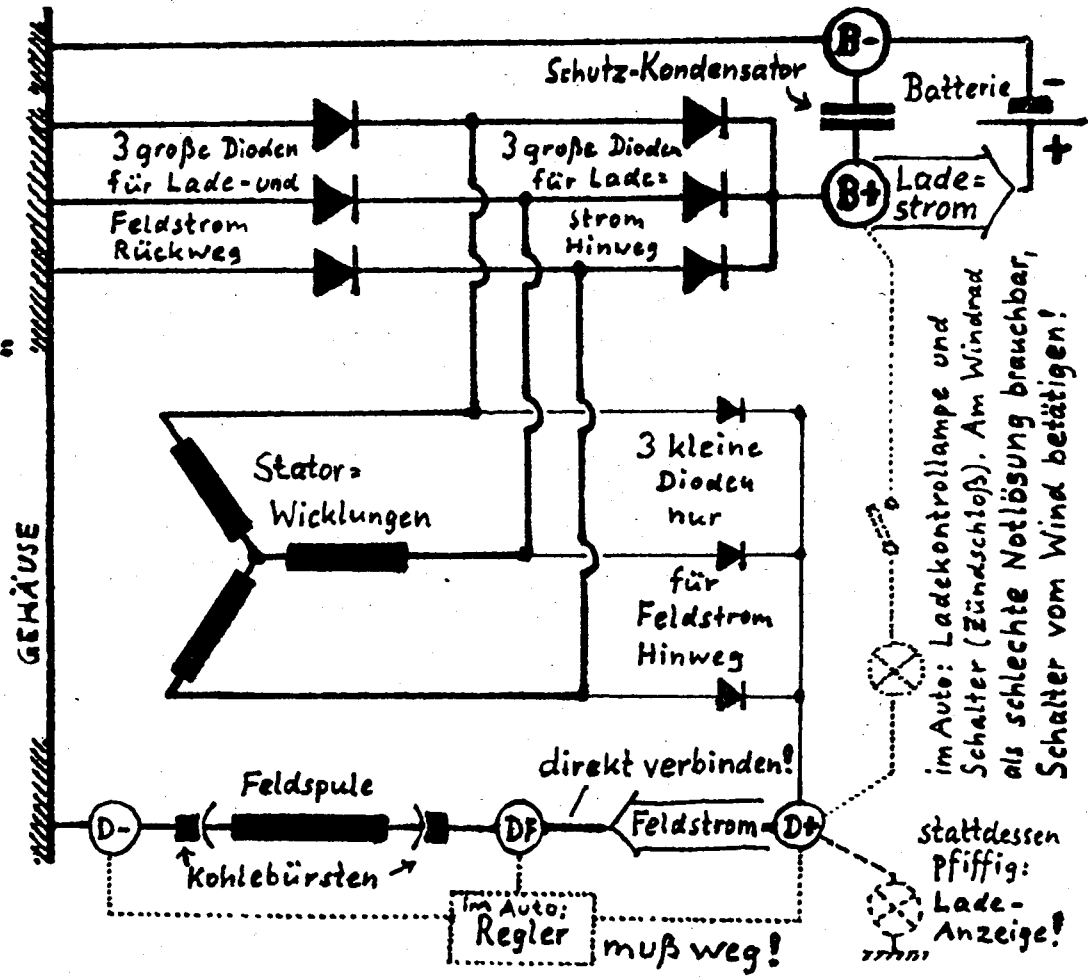 B-
Schutz-Kondensator
Batterie
-
+
3 große Dioden
für Lade- und
Feldstrom
Rückweg
3 große Dioden
für Lade=
strom
Hinweg
B+
Lade=
strom
"
GEHÄUSE
Stator=
Wicklungen
3 kleine
Dioden
nur
für
Feldstrom
Hinweg
im Auto: Ladekontrollampe und
Schalter (Zündschloß). Am Windrad
als schlechte Notlösung brauchbar,
Schalter vom Wind betätigen!
direkt verbinden!
Feldspule
D-
DF
Feldstrom
D+
Kohlebürsten
Im Auto:
Regler
muß weg!
stattdessen
pfiffig:
Lade-
Anzeige!